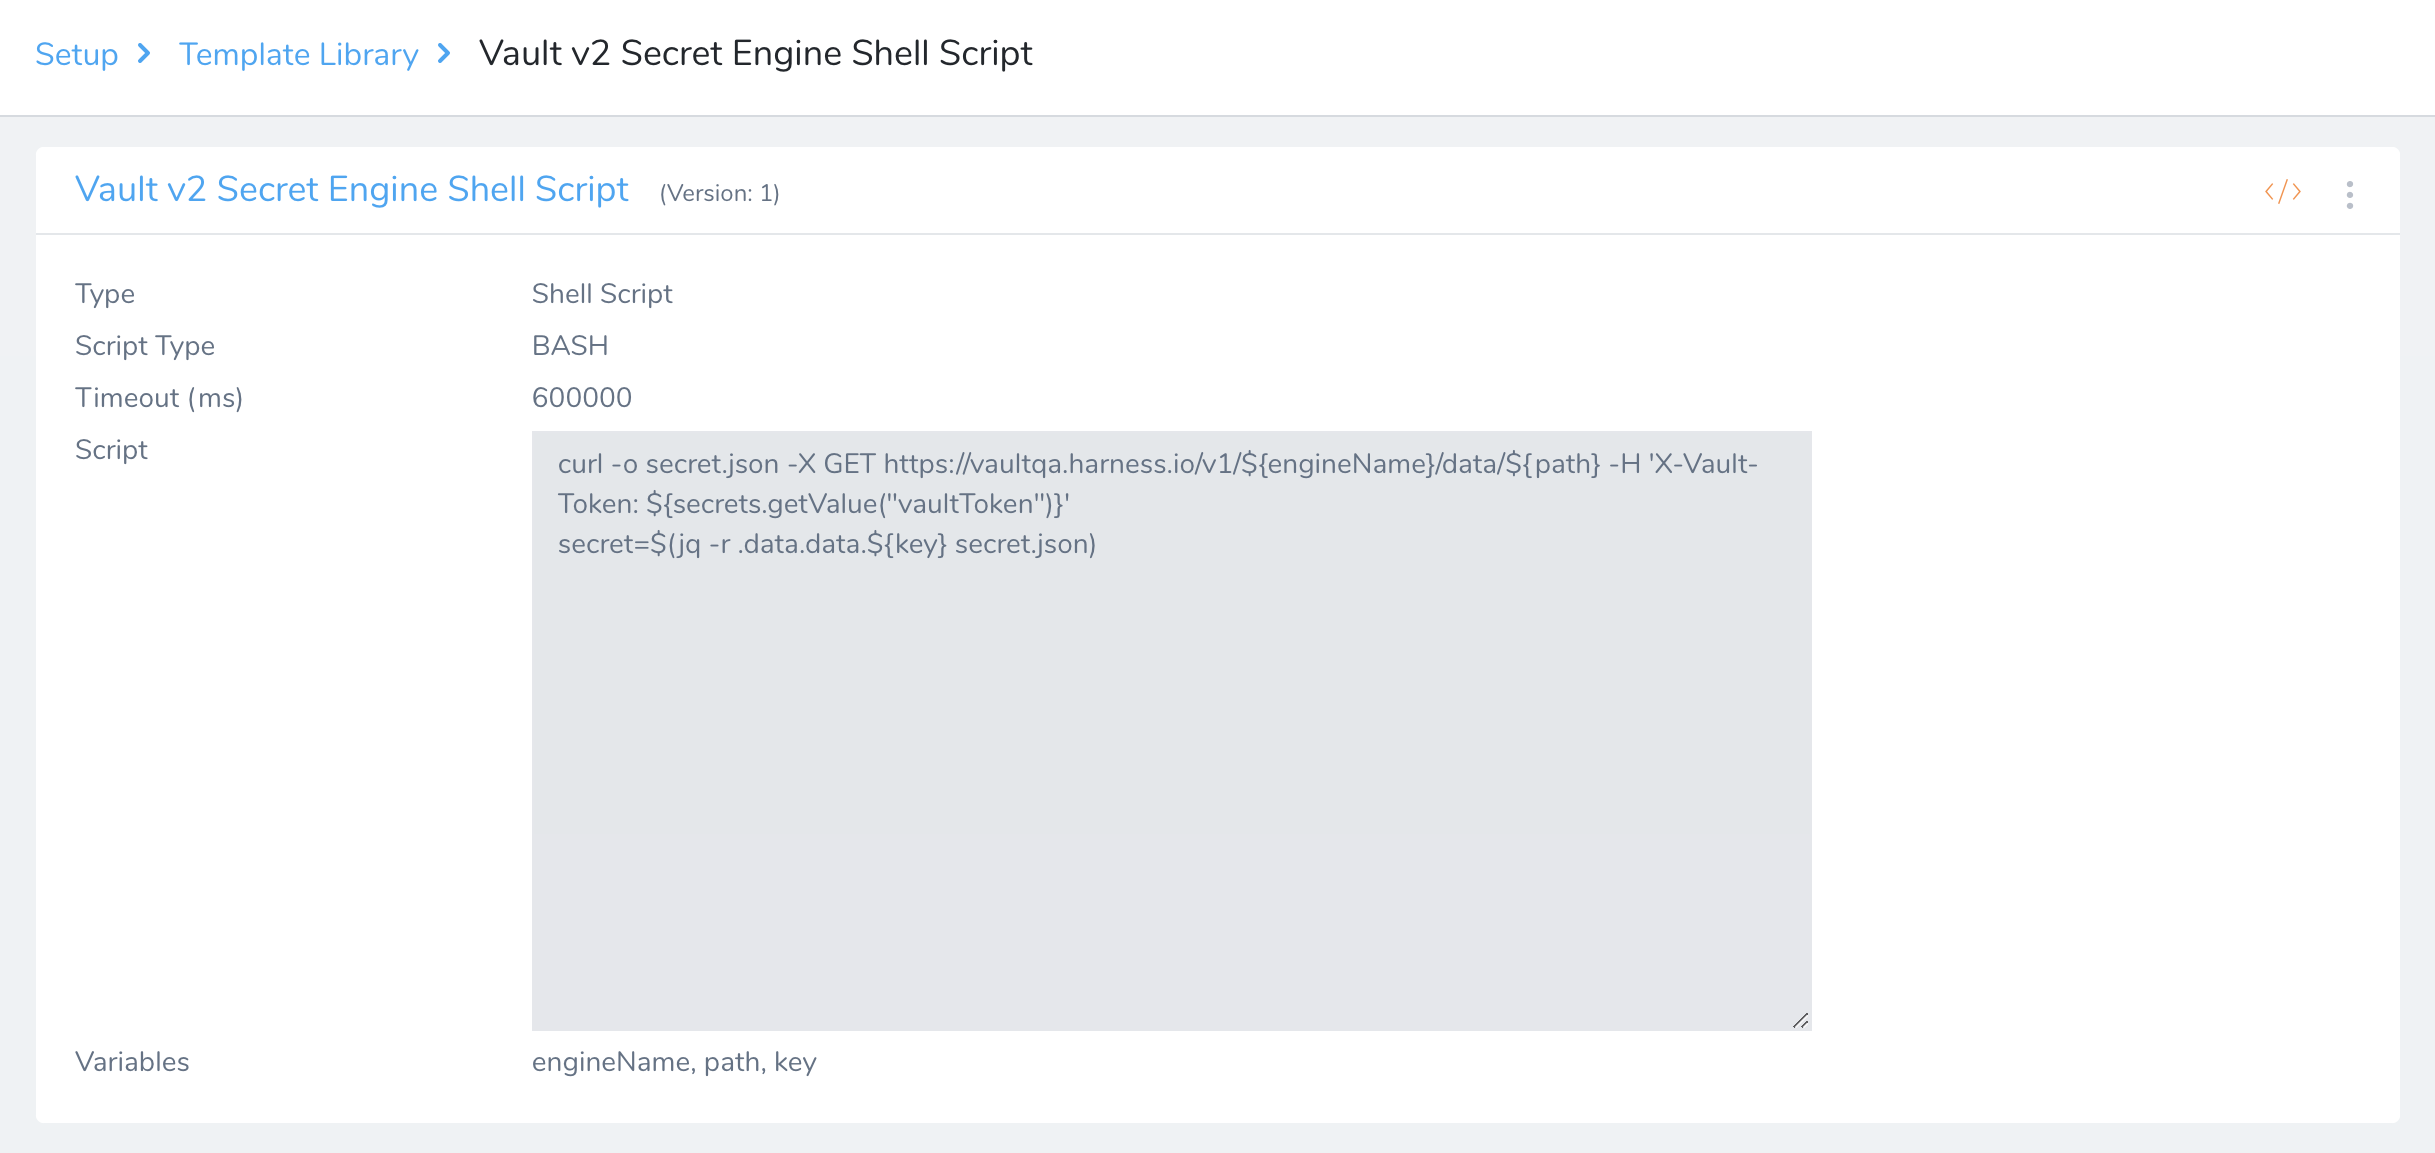 Setup > Template Library > Vault v2 Secret Engine Shell Script
Vault v2 Secret Engine Shell Script (Version: 1) </>
Type Shell Script
Script Type BASH
Timeout (ms) 600000
Script
curl -o secret.json -X GET https://vaultqa.harness.io/v1/${engineName}/data/${path} -H 'X-Vault-
Token: ${secrets.getValue("vaultToken")}'
secret=$(jq -r .data.data.${key} secret.json)
Variables engineName, path, key